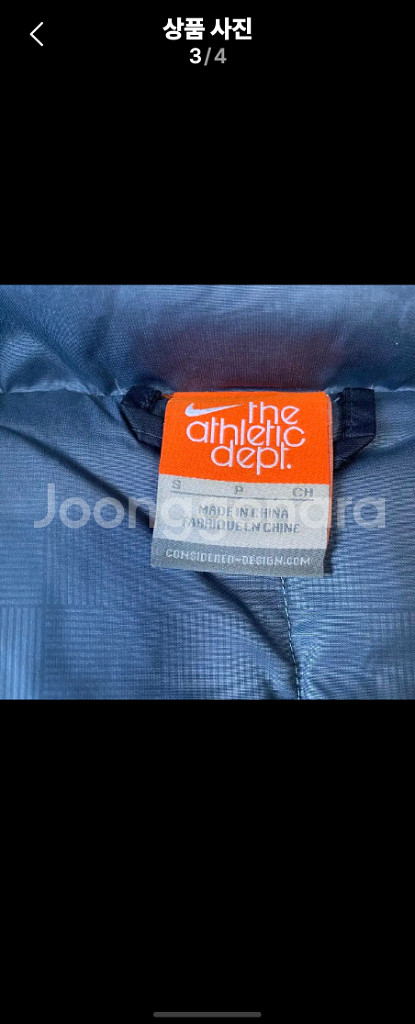 상품 사진
3/4
the
athletic
dept.
S P CH
MADE IN CHINA
FABRIQUE EN CHINE
CONSIDERED-DESIGN.COM
Joonggonara